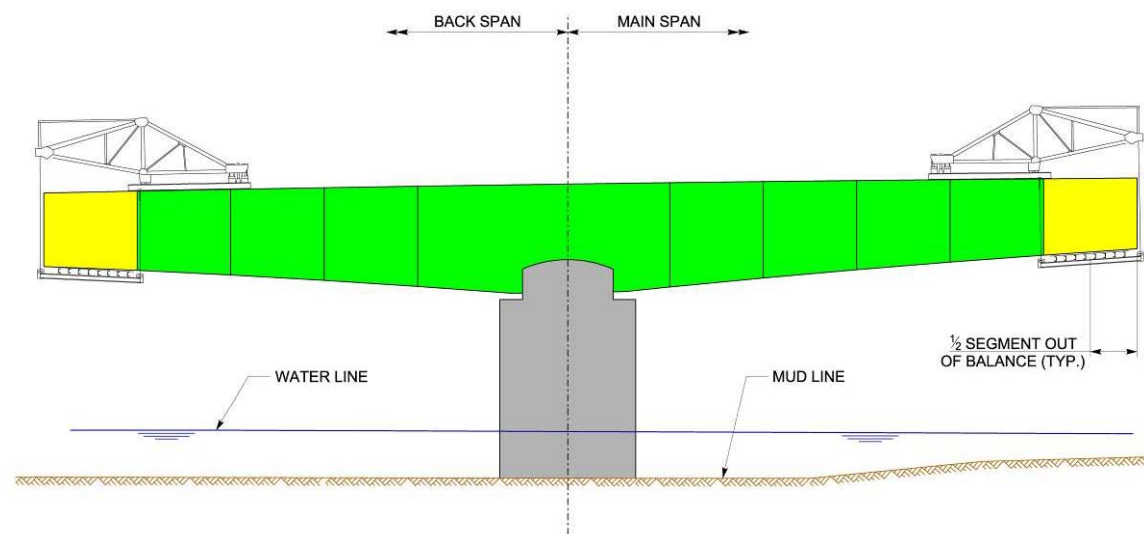 BACK SPAN
MAIN SPAN
½ SEGMENT OUT
OF BALANCE (TYP.)
WATER LINE
MUD LINE